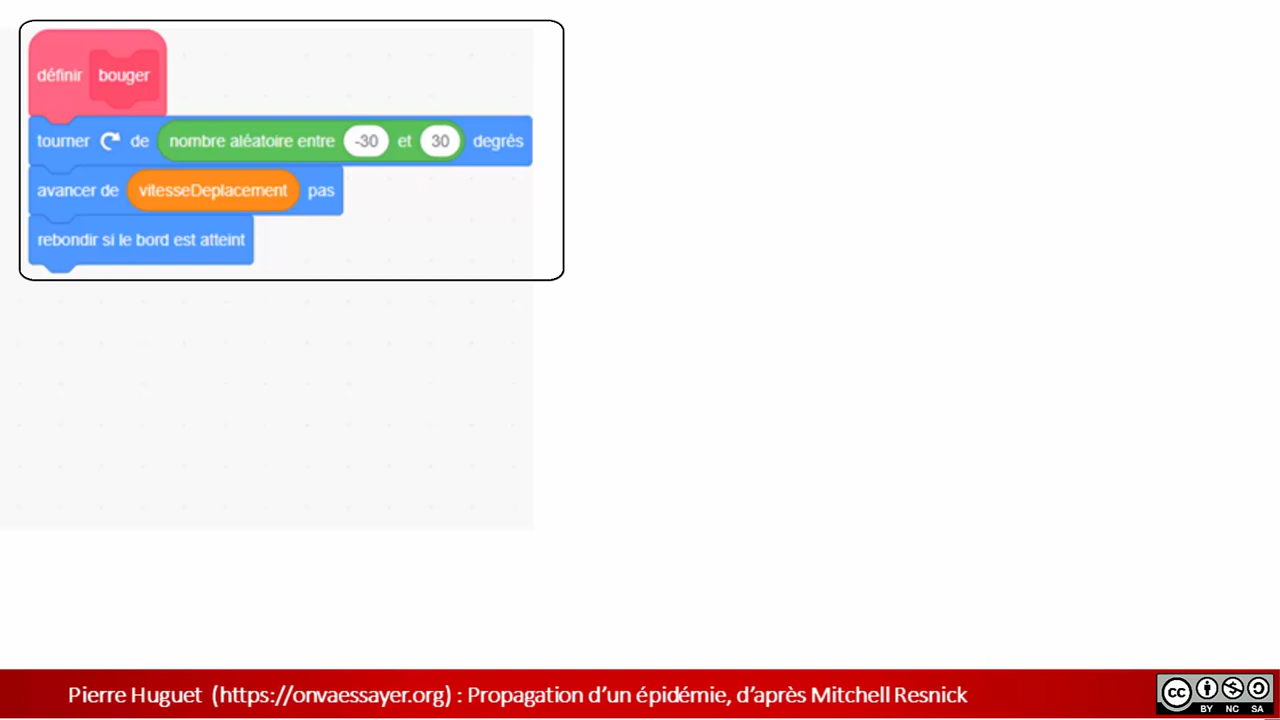 définir bouger
tourner de nombre aléatoire entre -30 et 30 degrés
avancer de vitesseDeplacement pas
rebondir si le bord est atteint
Pierre Huguet (https://onvaessayer.org) : Propagation d'un épidémie, d'après Mitchell Resnick
cc
BY NC SA